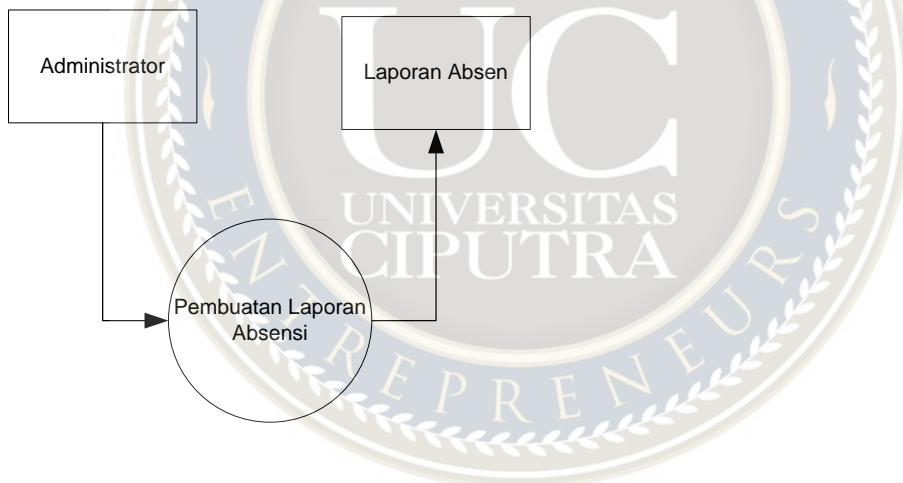 Administrator
Laporan Absen
UC
UNIVERSITAS
CIPUTRA
Pembuatan Laporan
Absensi
ENTREPRENEURS